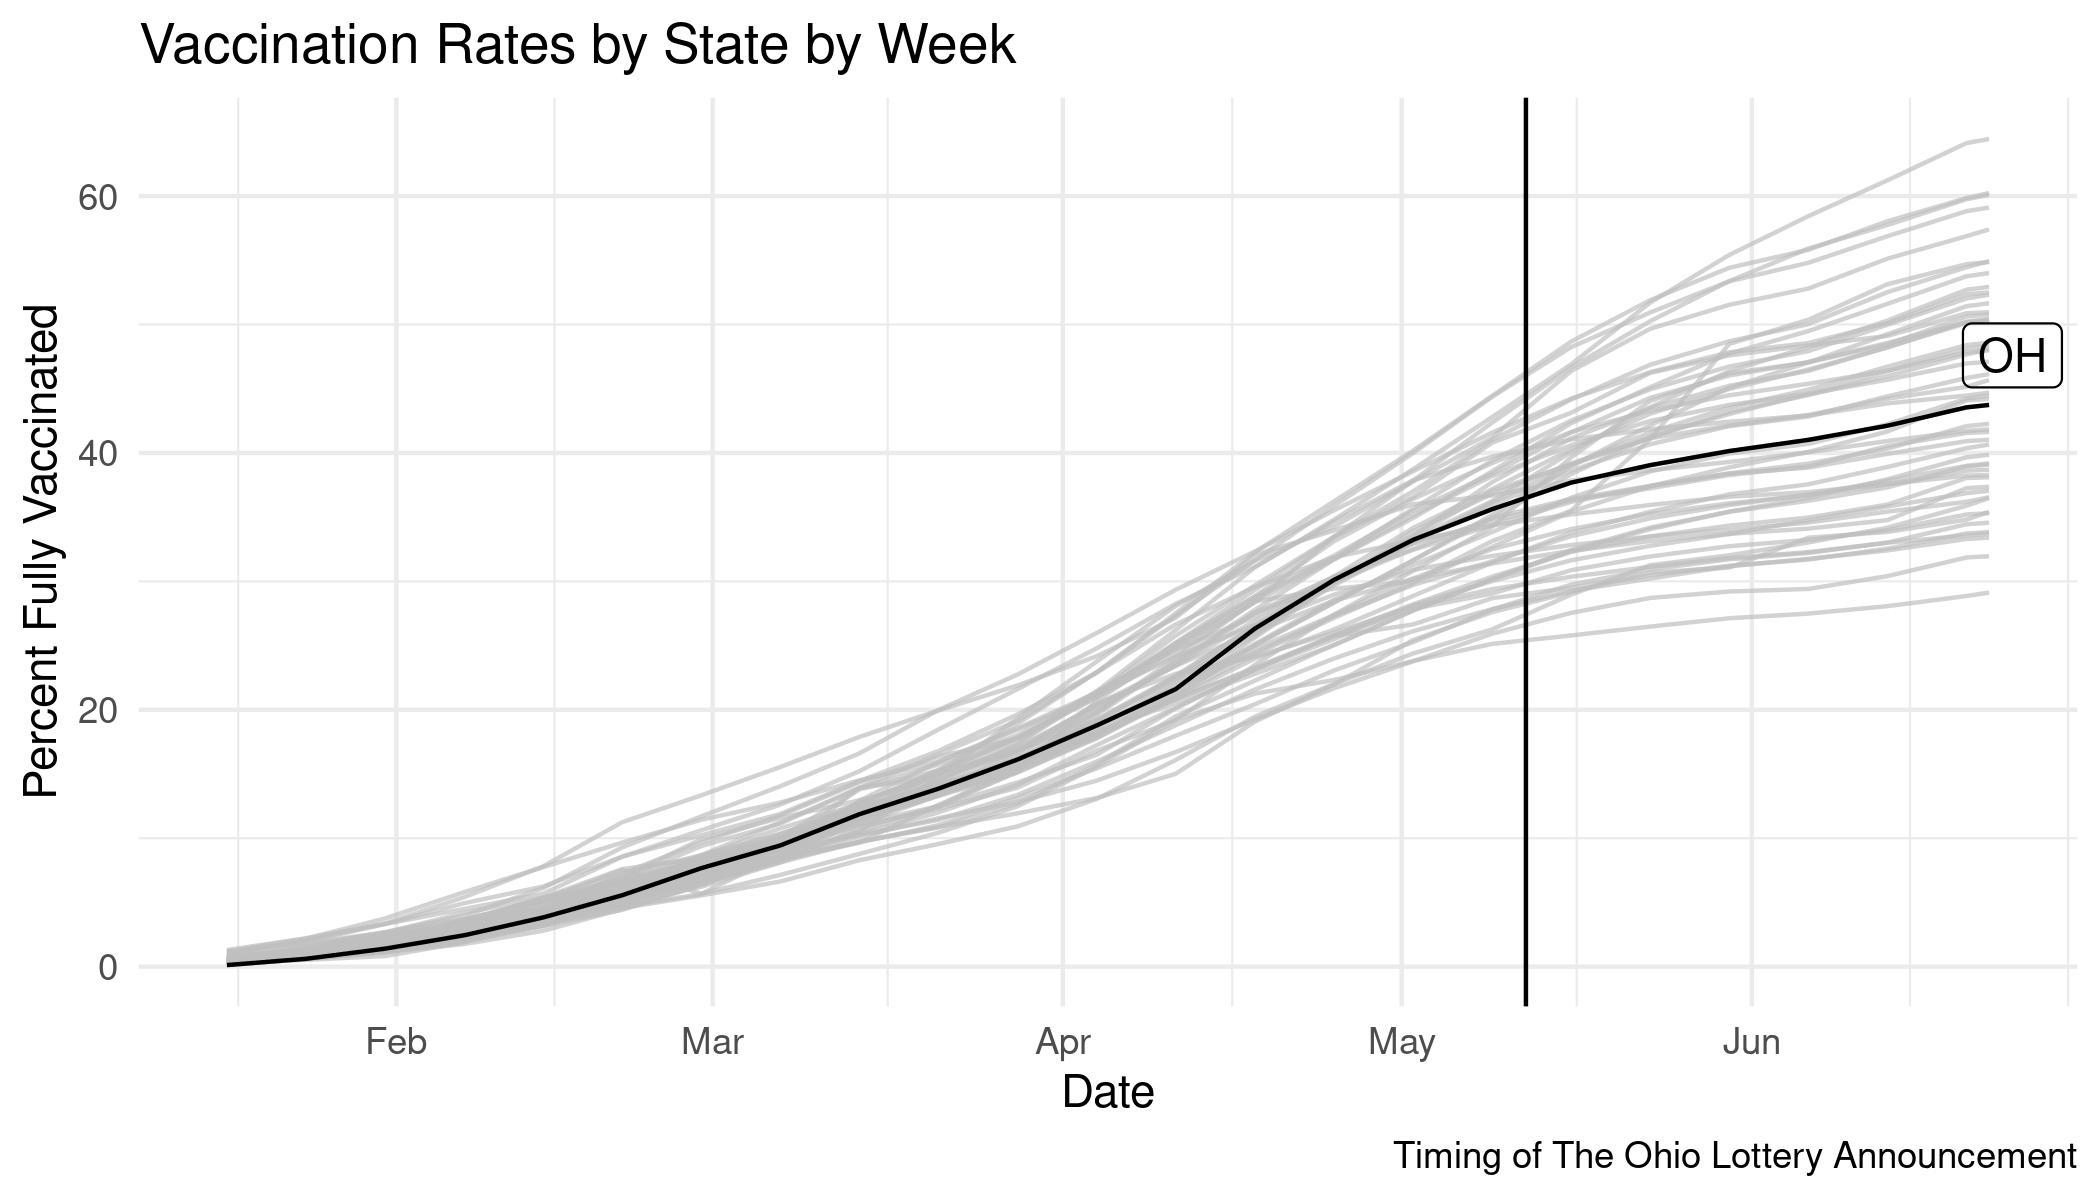 Vaccination Rates by State by Week
Percent Fully Vaccinated
60
40
20
0
OH
Feb Mar Apr May Jun
Date
Timing of The Ohio Lottery Announcement